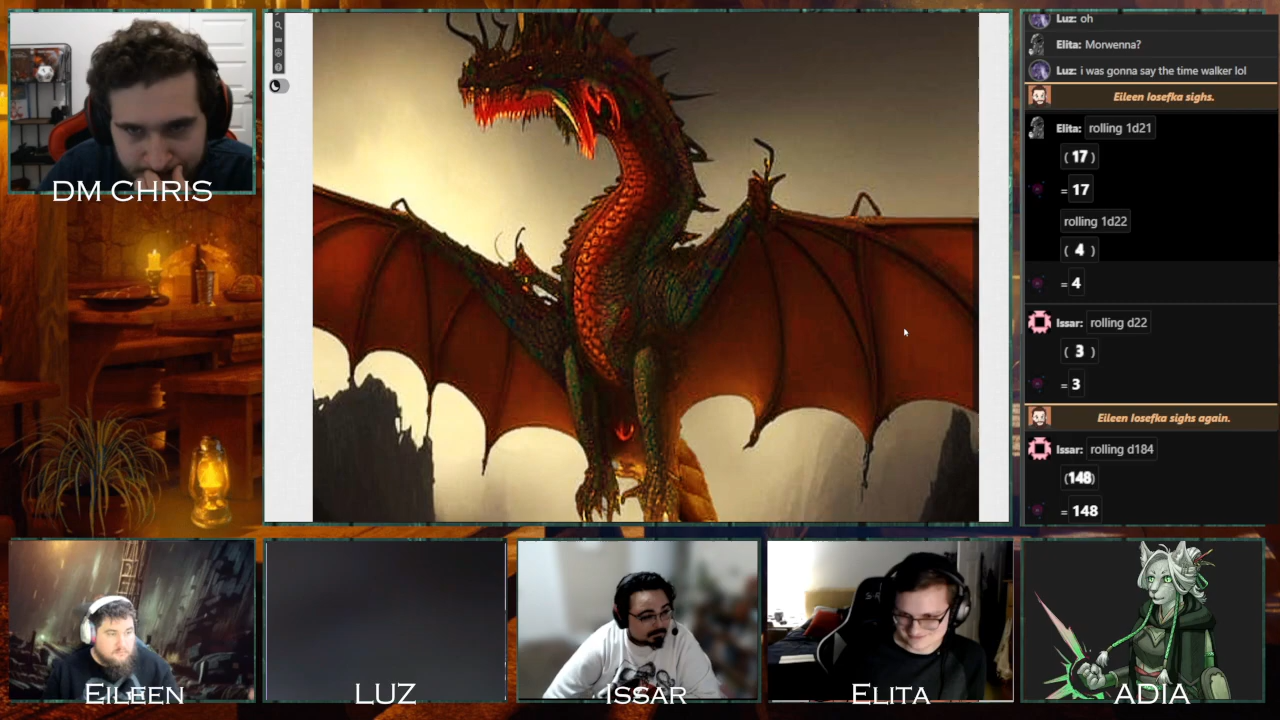 DM CHRIS
Luz: oh
Elita: Morwenna?
Luz: i was gonna say the time walker lol
Eileen Iosefka sighs.
Elita: rolling 1d21
( 17 )
= 17
rolling 1d22
( 4 )
= 4
Issar: rolling d22
( 3 )
= 3
Eileen Iosefka sighs again.
Issar: rolling d184
(148)
= 148
EILEEN
LUZ
ISSAR
ELITA
ADIA